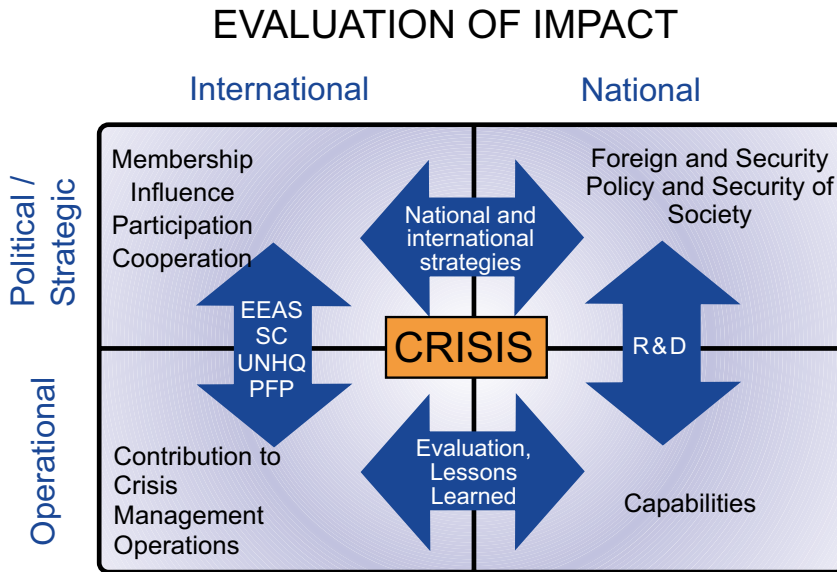 EVALUATION OF IMPACT
International
National
Political /
Strategic
Membership
Influence
Participation
Cooperation
National and
international
strategies
Foreign and Security
Policy and Security of
Society
EEAS
SC
UNHQ
PFP
CRISIS
R&D
Operational
Contribution to
Crisis
Management
Operations
Evaluation,
Lessons
Learned
Capabilities